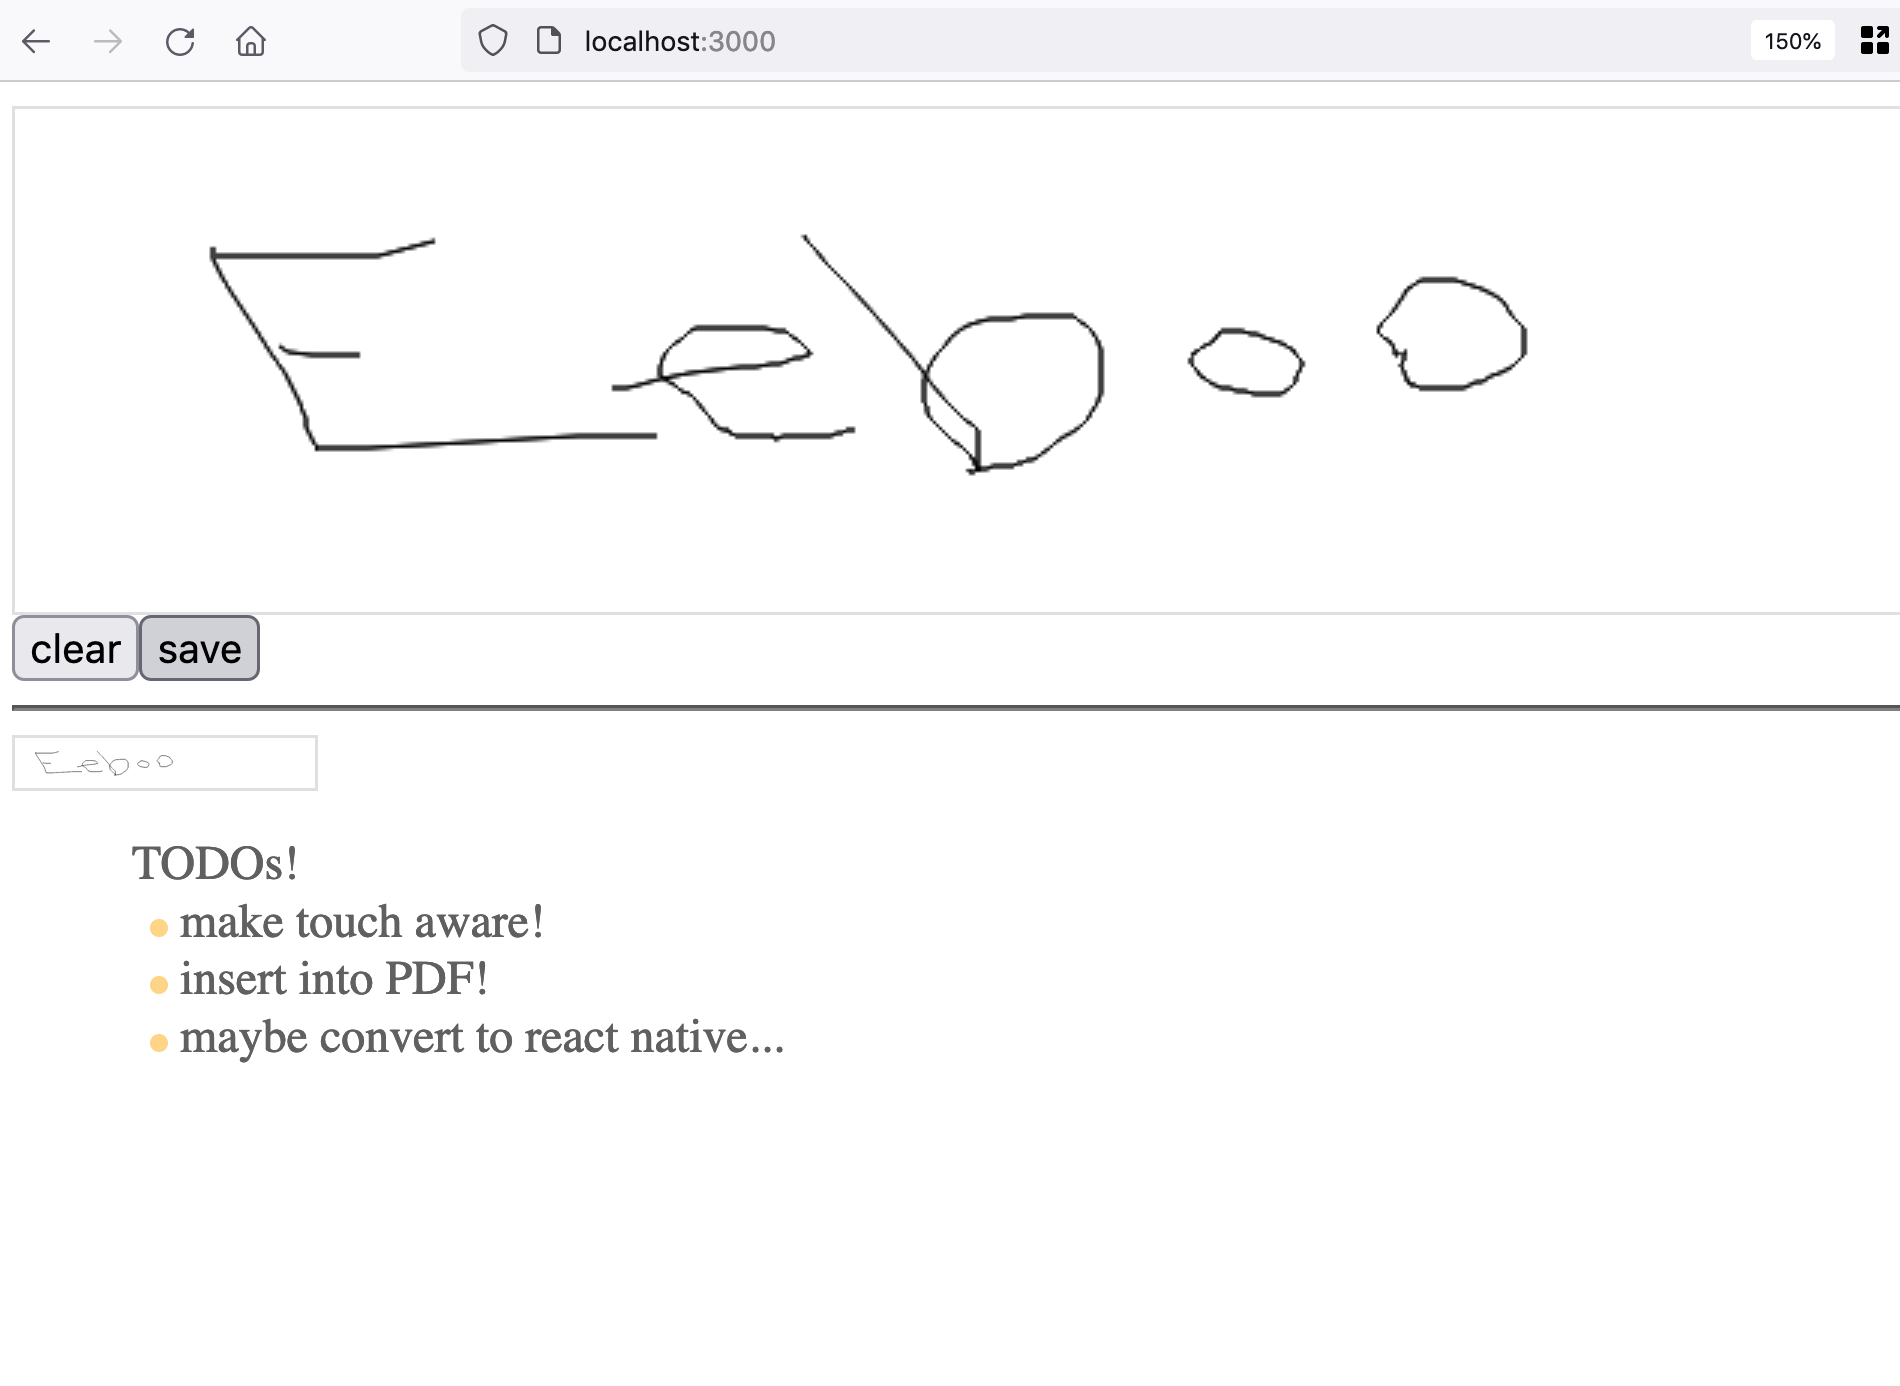 localhost:3000
150%
Eeboo
clear save
Eeboo
TODOs!
make touch aware!
insert into PDF!
maybe convert to react native...